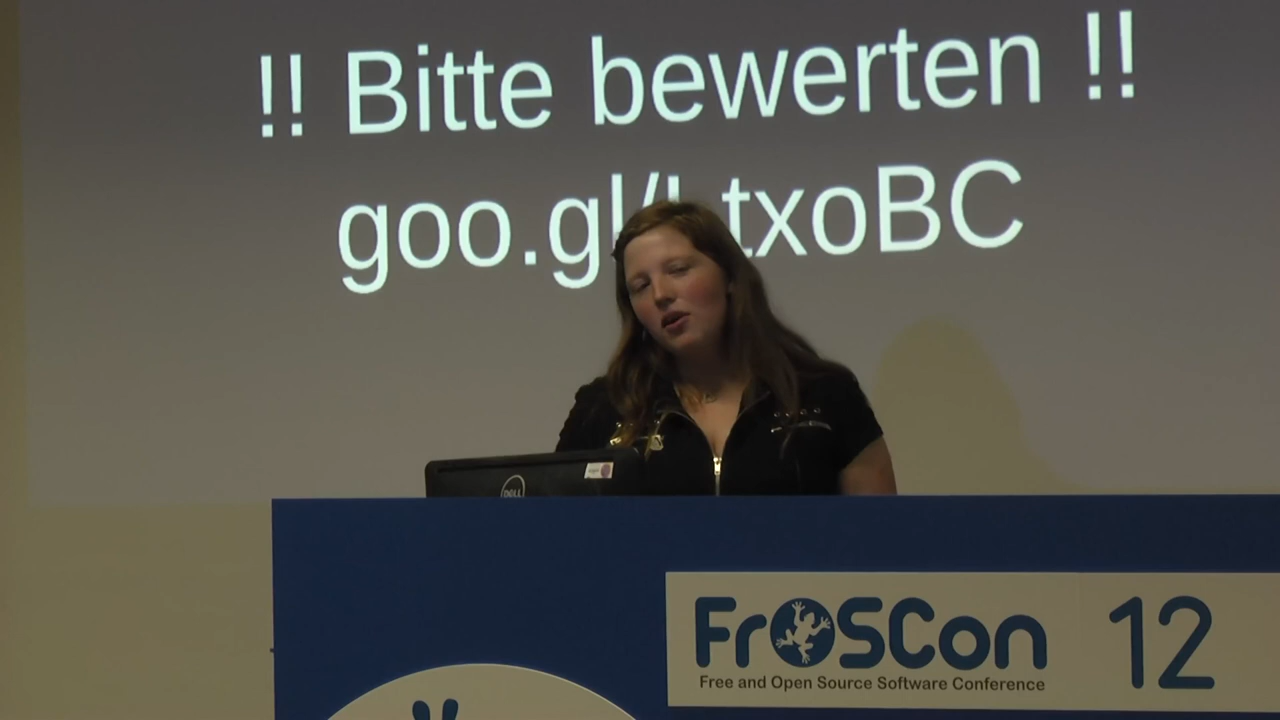 !! Bitte bewerten !!
DELL
FrOSCon 12
Free and Open Source Software Conference